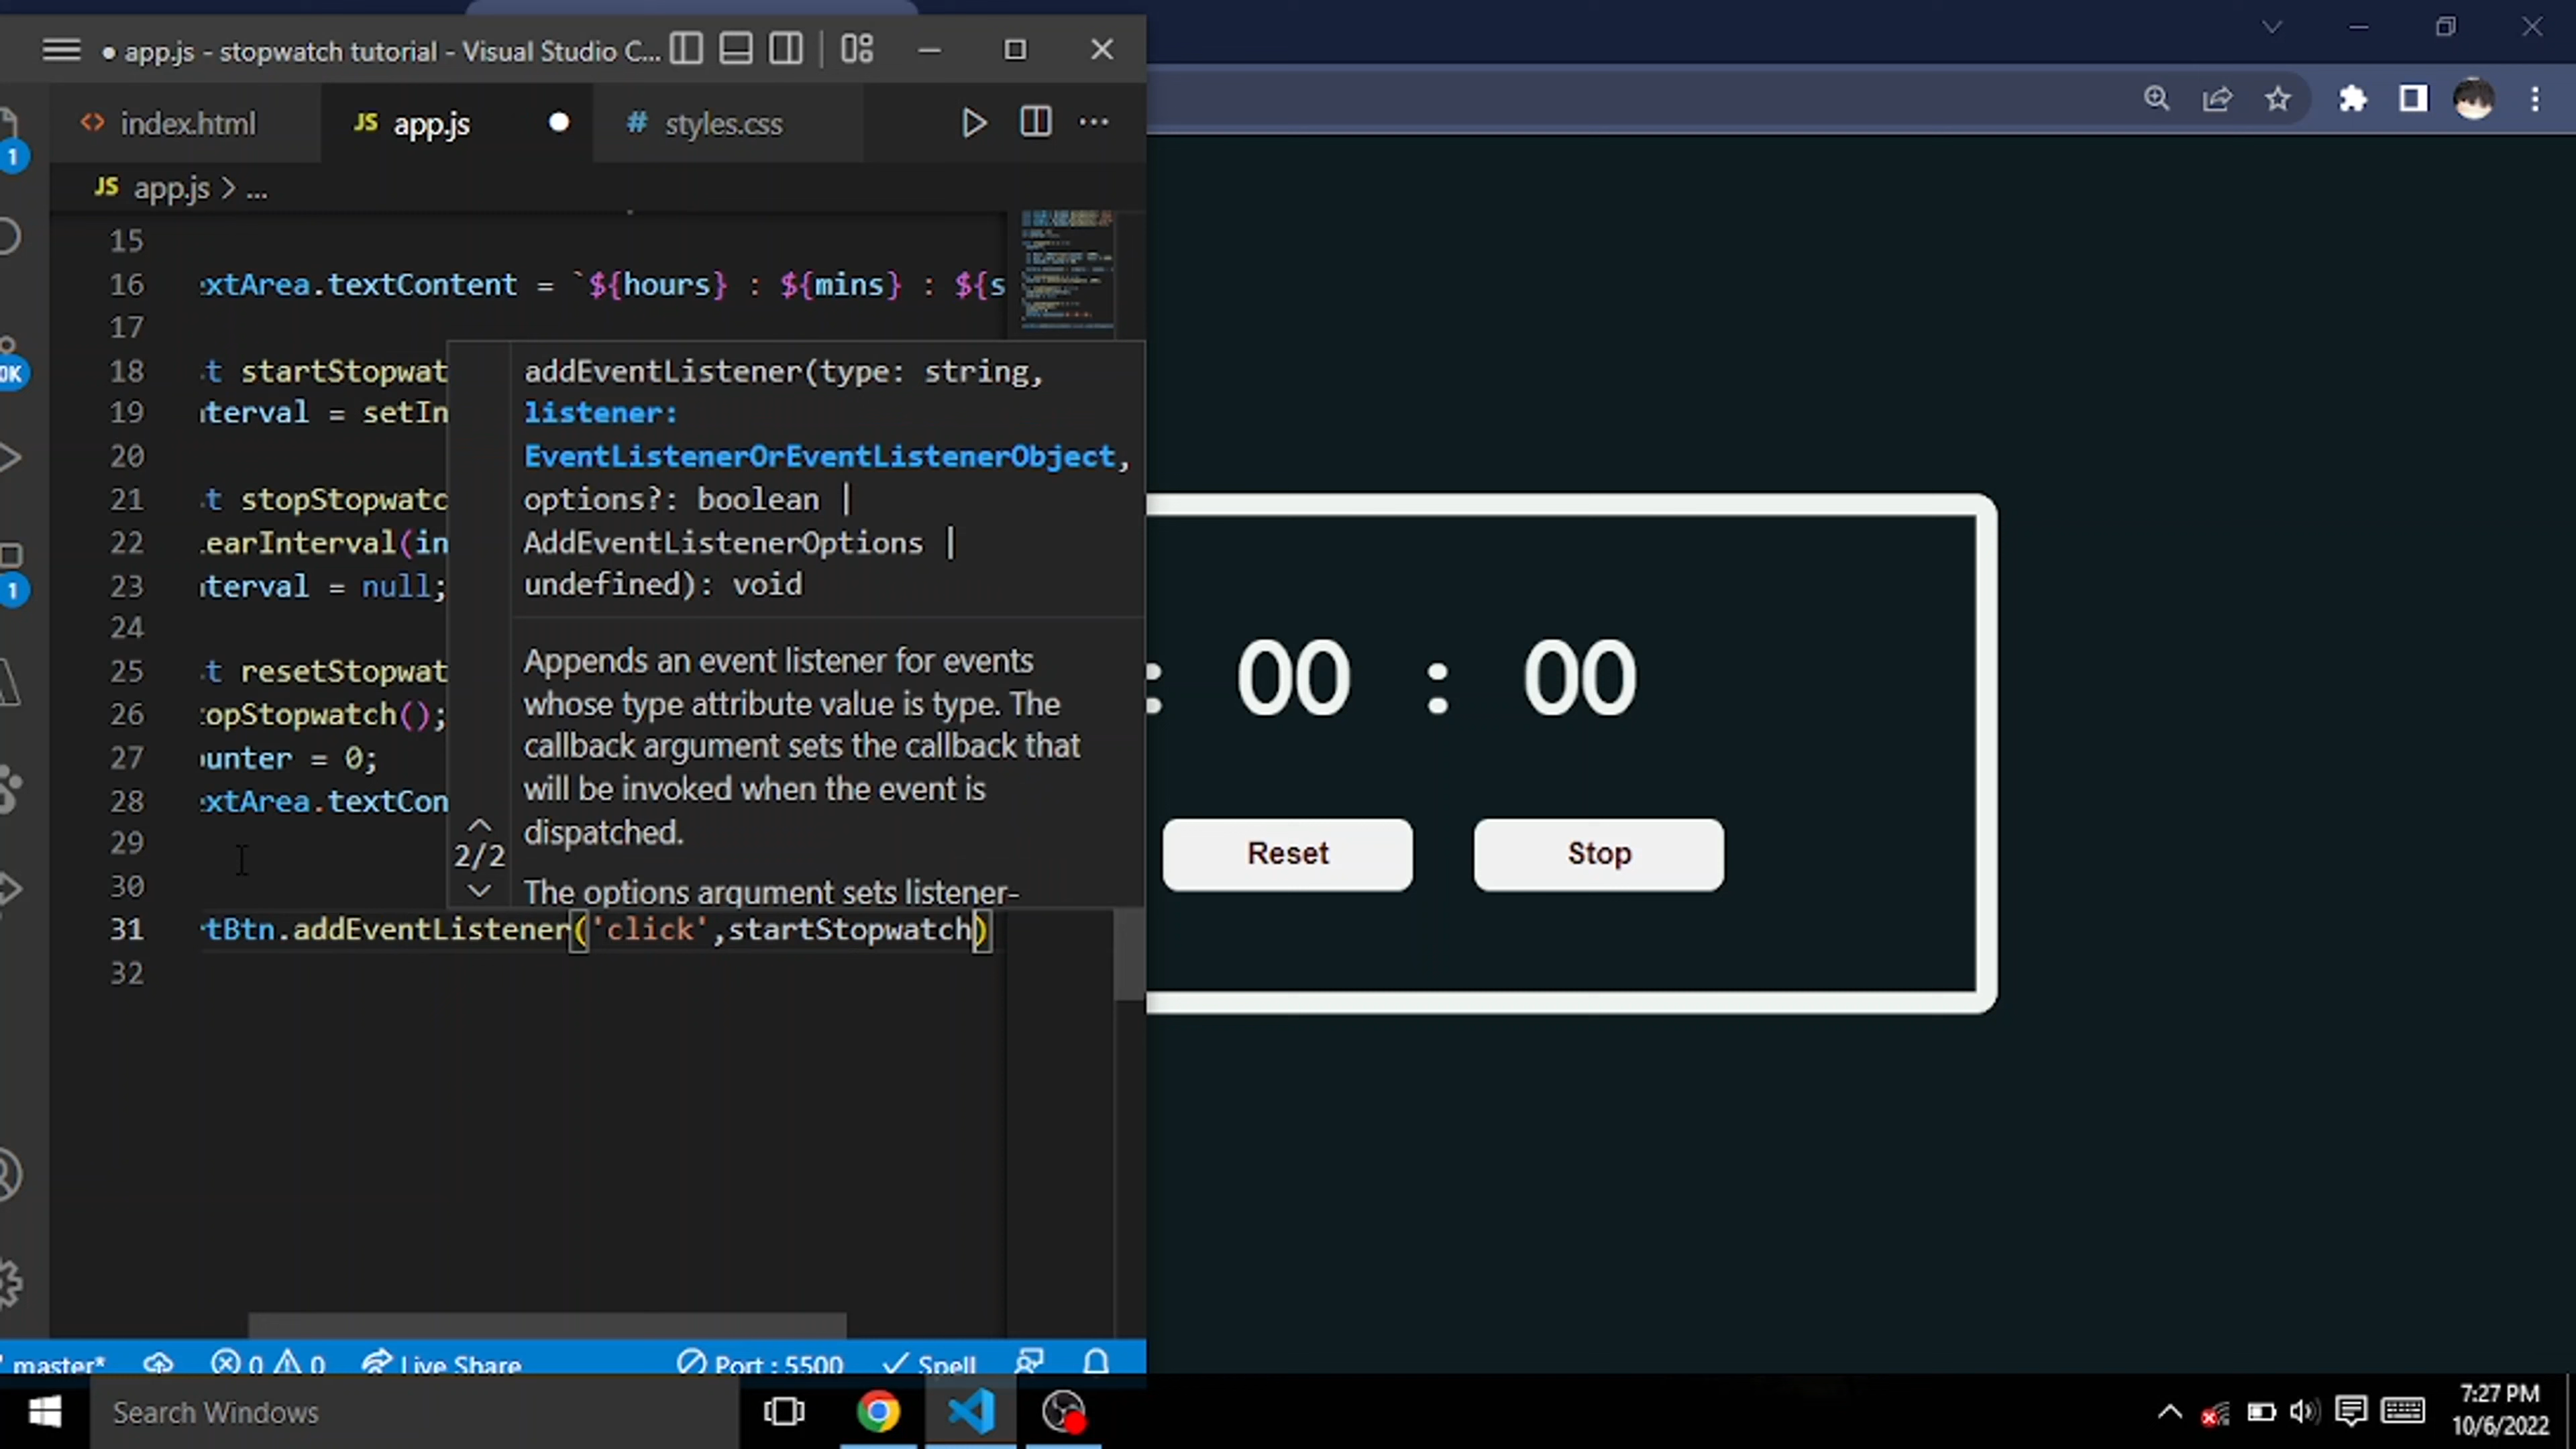 app.js - stopwatch tutorial - Visual Studio C...
index.html
JS app.js
# styles.css
JS app.js > ...
15
16 xtArea.textContent = `${hours} : ${mins} : ${s
17
18 t startStopwat
19 terval = setIn
20
21 t stopStopwatc
22 earInterval(in
23 terval = null;
24
25 t resetStopwat
26 opStopwatch();
27 unter = 0;
28 xtArea.textCon
29
30
31 tBtn.addEventListener('click',startStopwatch)
32
addEventListener(type: string,
listener:
EventListenerOrEventListenerObject,
options?: boolean |
AddEventListenerOptions |
undefined): void
Appends an event listener for events
whose type attribute value is type. The
callback argument sets the callback that
will be invoked when the event is
dispatched.
2/2
The options argument sets listener-
1
0K
1
: 00 : 00
Reset
Stop
master* 0 0 Live Share Port : 5500 Spell
Search Windows
7:27 PM
10/6/2022